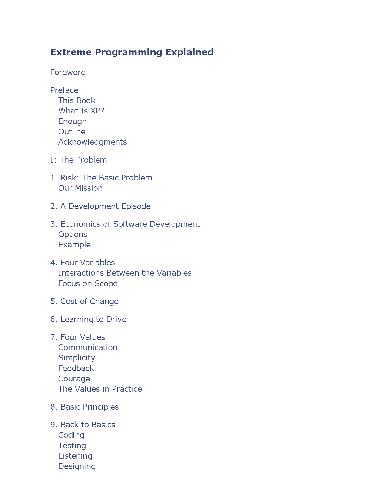 Extreme Programming Explained
Foreword
Preface
This Book
What Is XP?
Enough
Outline
Acknowledgments
1: The Problem
1. Risk: The Basic Problem
Our Mission
2. A Development Episode
3. Economics of Software Development
Options
Example
4. Four Variables
Interactions Between the Variables
Focus on Scope
5. Cost of Change
6. Learning to Drive
7. Four Values
Communication
Simplicity
Feedback
Courage
The Values in Practice
8. Basic Principles
9. Back to Basics
Coding
Testing
Listening
Designing